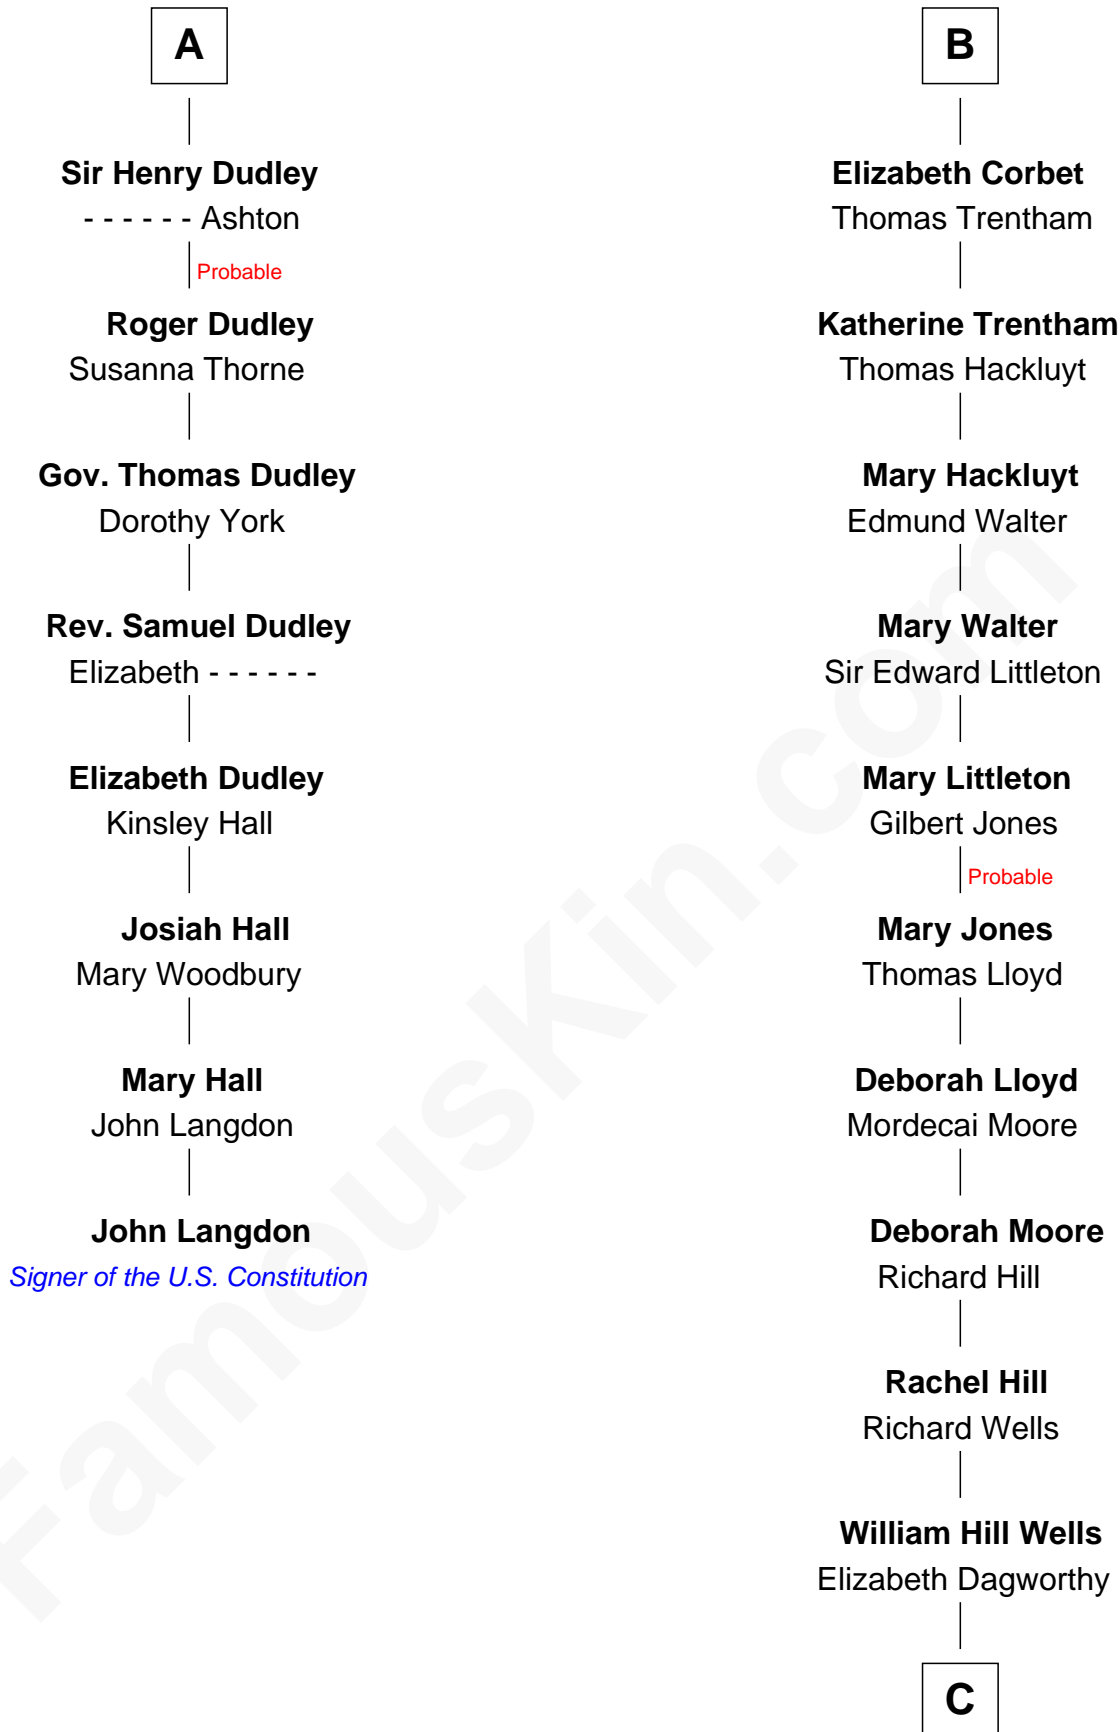 A
Sir Henry Dudley
- - - - - - Ashton
Probable
Roger Dudley
Susanna Thorne
Gov. Thomas Dudley
Dorothy York
Rev. Samuel Dudley
Elizabeth - - - - - -
Elizabeth Dudley
Kinsley Hall
Josiah Hall
Mary Woodbury
Mary Hall
John Langdon
John Langdon
Signer of the U.S. Constitution
B
Elizabeth Corbet
Thomas Trentham
Katherine Trentham
Thomas Hackluyt
Mary Hackluyt
Edmund Walter
Mary Walter
Sir Edward Littleton
Mary Littleton
Gilbert Jones
Probable
Mary Jones
Thomas Lloyd
Deborah Lloyd
Mordecai Moore
Deborah Moore
Richard Hill
Rachel Hill
Richard Wells
William Hill Wells
Elizabeth Dagworthy
C
FamousKin.com